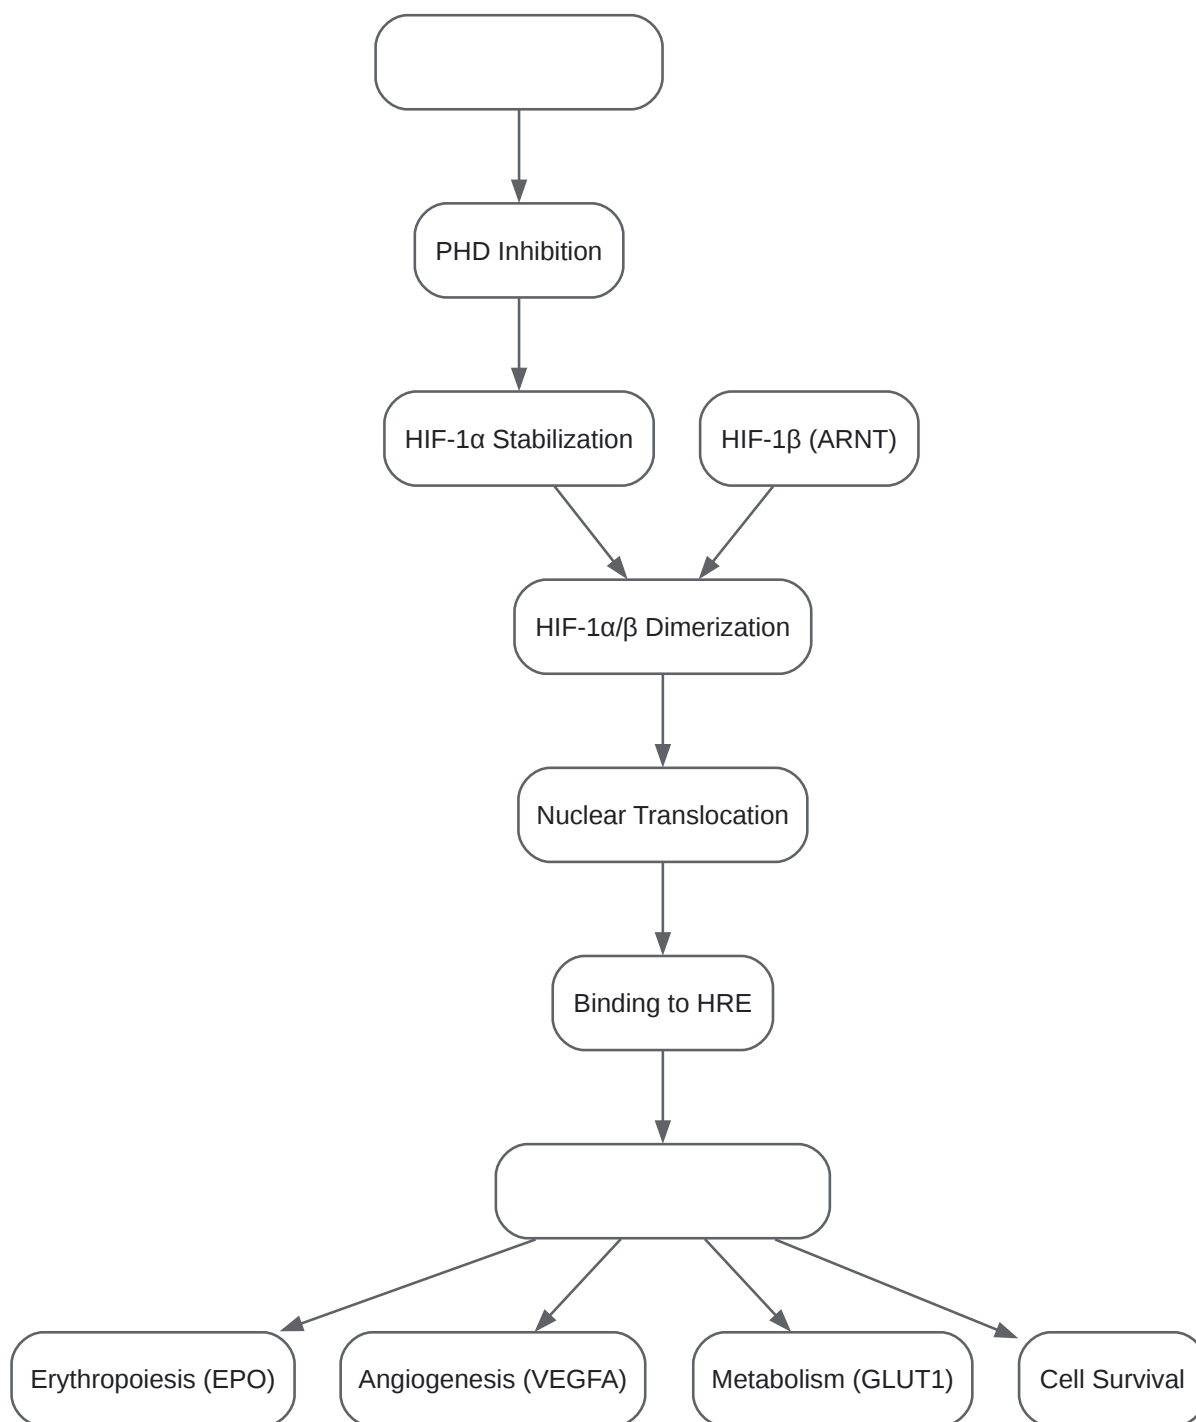 PHD Inhibition
HIF-1α Stabilization
HIF-1β (ARNT)
HIF-1α/β Dimerization
Nuclear Translocation
Binding to HRE
Erythropoiesis (EPO)
Angiogenesis (VEGFA)
Metabolism (GLUT1)
Cell Survival